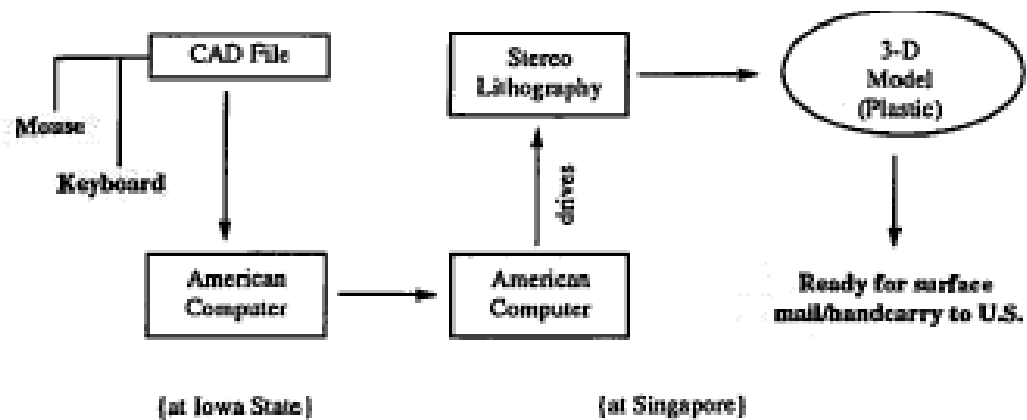 CAD File
Mouse
Keyboard
American
Computer
{at Iowa State}
Stereo
Lithography
drives
American
Computer
{at Singapore}
3-D
Model
(Plastic)
Ready for surface
mail/handcarry to U.S.